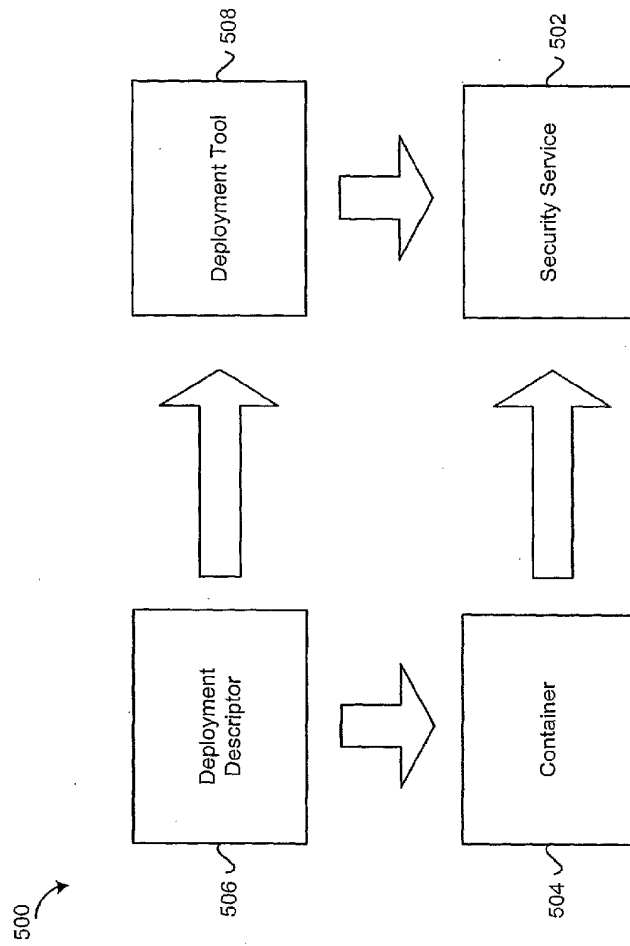 500
506
Deployment
Descriptor
Deployment Tool
508
504
Container
Security Service
502